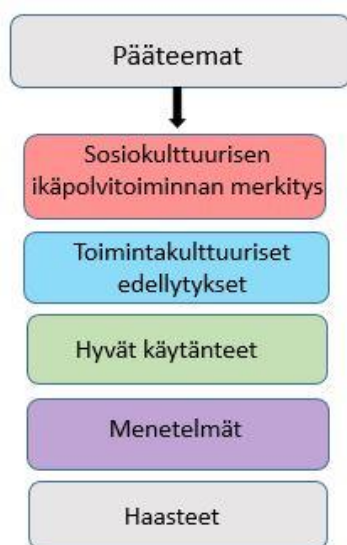 Pääteemat
Sosiokulttuurisen
ikäpolvitoiminnan merkitys
Toimintakulttuuriset
edellytykset
Hyvät käytänteet
Menetelmät
Haasteet